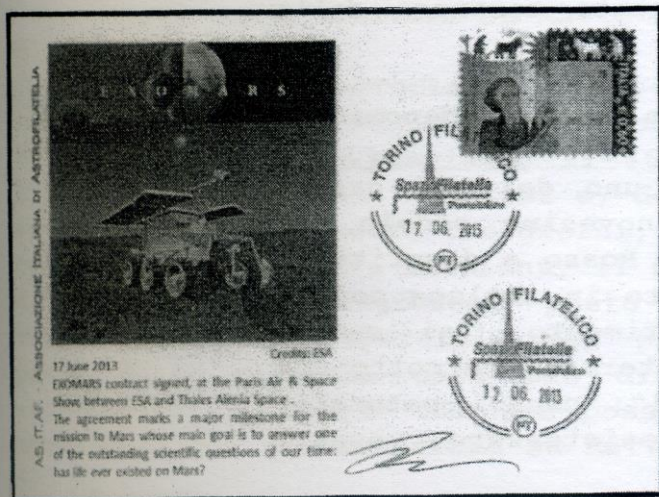 AS.IT.AF. - ASSOCIAZIONE ITALIANA DI ASTROFILATELIA
EXOMARS
Credits: ESA
17 June 2013
EXOMARS contract signed, at the Paris Air & Space
Show, between ESA and Thales Alenia Space.
The agreement marks a major milestone for the
mission to Mars whose main goal is to answer one
of the outstanding scientific questions of our time:
has life ever existed on Mars?
TORINO FILATELICO
SpazioFilatelia
17. 06. 2013
PT
TORINO FILATELICO
SpazioFilatelia
17. 06. 2013
PT